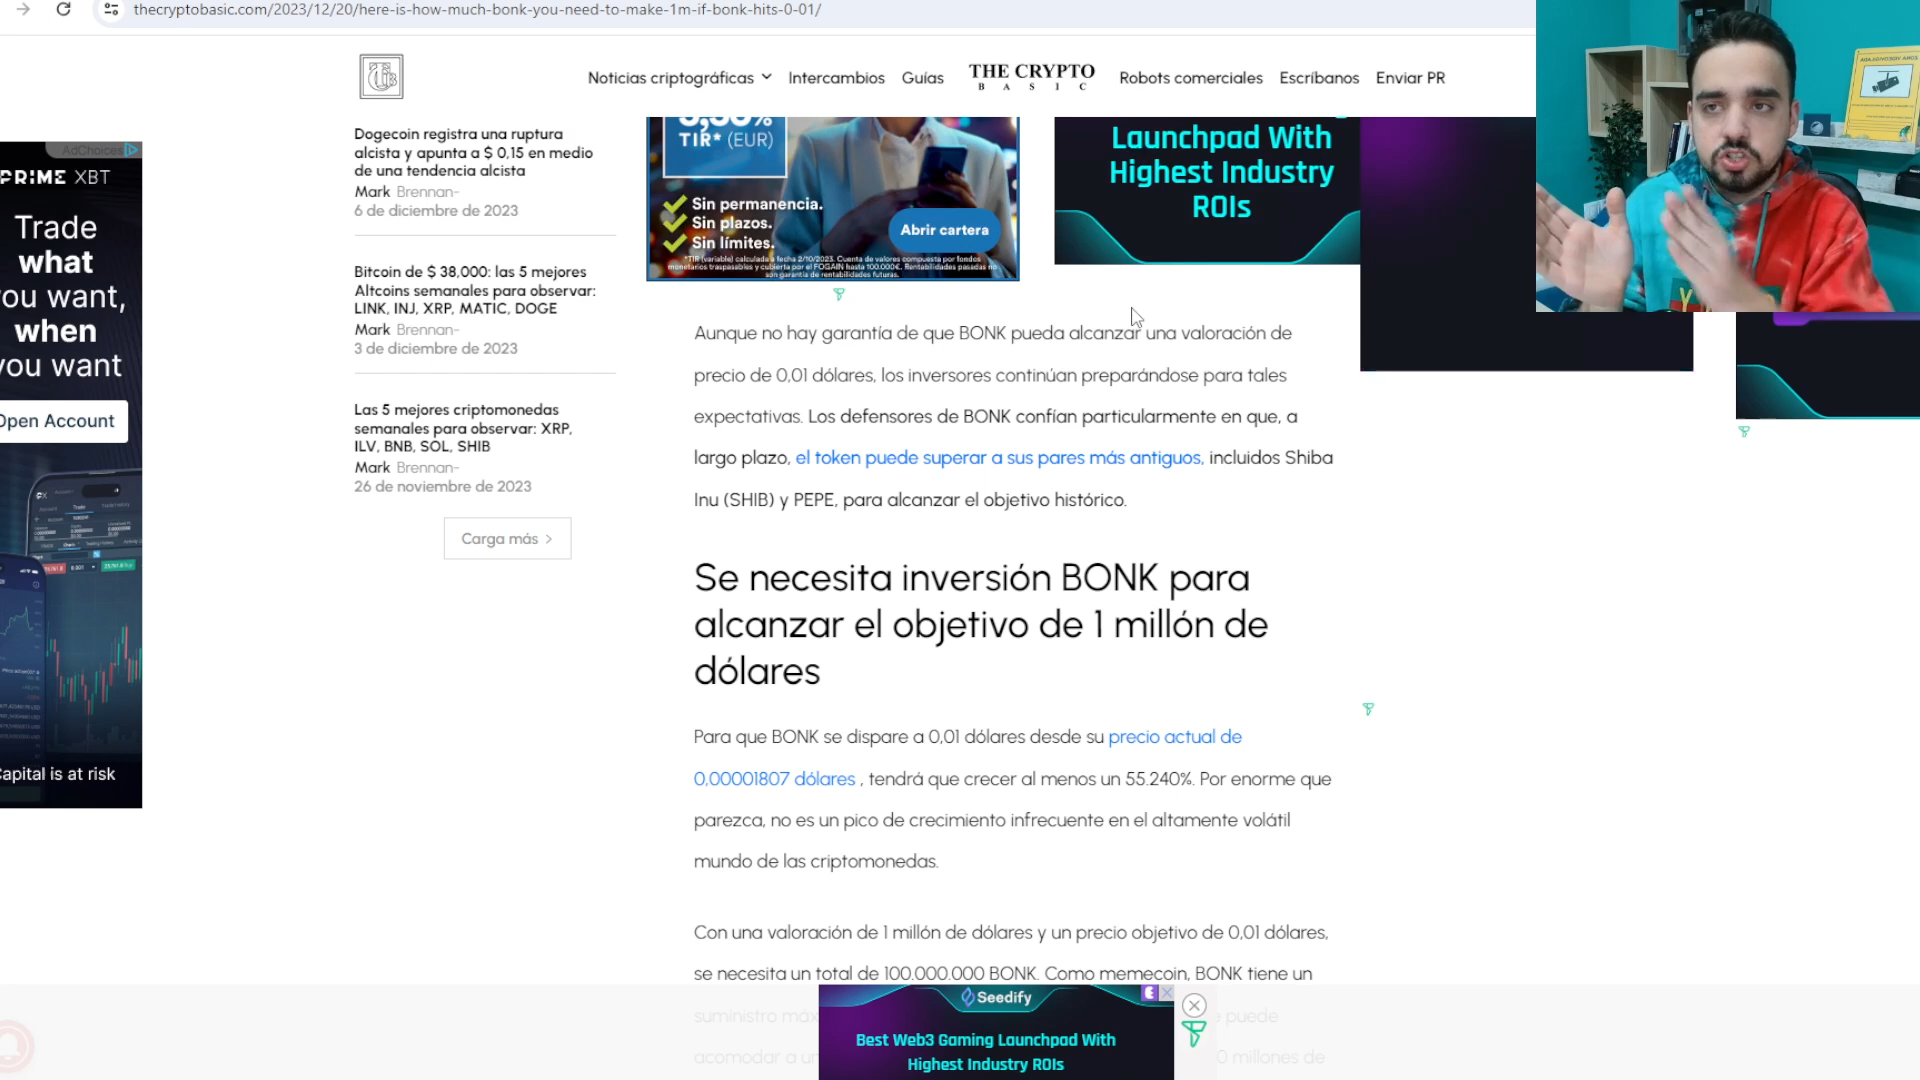 thecryptobasic.com/2023/12/20/here-is-how-much-bonk-you-need-to-make-1m-if-bonk-hits-0-01/
Noticias criptográficas
Intercambios
Guías
THE CRYPTO
BASIC
Robots comerciales
Escríbanos
Enviar PR
AdChoices
PRIME XBT
Trade
what
you want,
when
you want
Open Account
Capital is at risk
Dogecoin registra una ruptura
alcista y apunta a $ 0,15 en medio
de una tendencia alcista
Mark Brennan-
6 de diciembre de 2023
Bitcoin de $ 38,000: las 5 mejores
Altcoins semanales para observar:
LINK, INJ, XRP, MATIC, DOGE
Mark Brennan-
3 de diciembre de 2023
Las 5 mejores criptomonedas
semanales para observar: XRP,
ILV, BNB, SOL, SHIB
Mark Brennan-
26 de noviembre de 2023
Carga más >
TIR* (EUR)
Sin permanencia.
Sin plazos.
Sin límites.
Abrir cartera
*TIR (variable) calculada a fecha 2/10/2023. Cuenta de valores compuesta por fondos
monetarios traspasables y cubierta por el FOGAIN hasta 100.000€. Rentabilidades pasadas no
son garantía de rentabilidades futuras.
Launchpad With
Highest Industry
ROIs
Aunque no hay garantía de que BONK pueda alcanzar una valoración de
precio de 0,01 dólares, los inversores continúan preparándose para tales
expectativas. Los defensores de BONK confían particularmente en que, a
largo plazo, el token puede superar a sus pares más antiguos, incluidos Shiba
Inu (SHIB) y PEPE, para alcanzar el objetivo histórico.
Se necesita inversión BONK para
alcanzar el objetivo de 1 millón de
dólares
Para que BONK se dispare a 0,01 dólares desde su precio actual de
0,00001807 dólares , tendrá que crecer al menos un 55.240%. Por enorme que
parezca, no es un pico de crecimiento infrecuente en el altamente volátil
mundo de las criptomonedas.
Con una valoración de 1 millón de dólares y un precio objetivo de 0,01 dólares,
se necesita un total de 100.000.000 BONK. Como memecoin, BONK tiene un
suministro puede
acomodar a millones de
Seedify
Best Web3 Gaming Launchpad With
Highest Industry ROIs